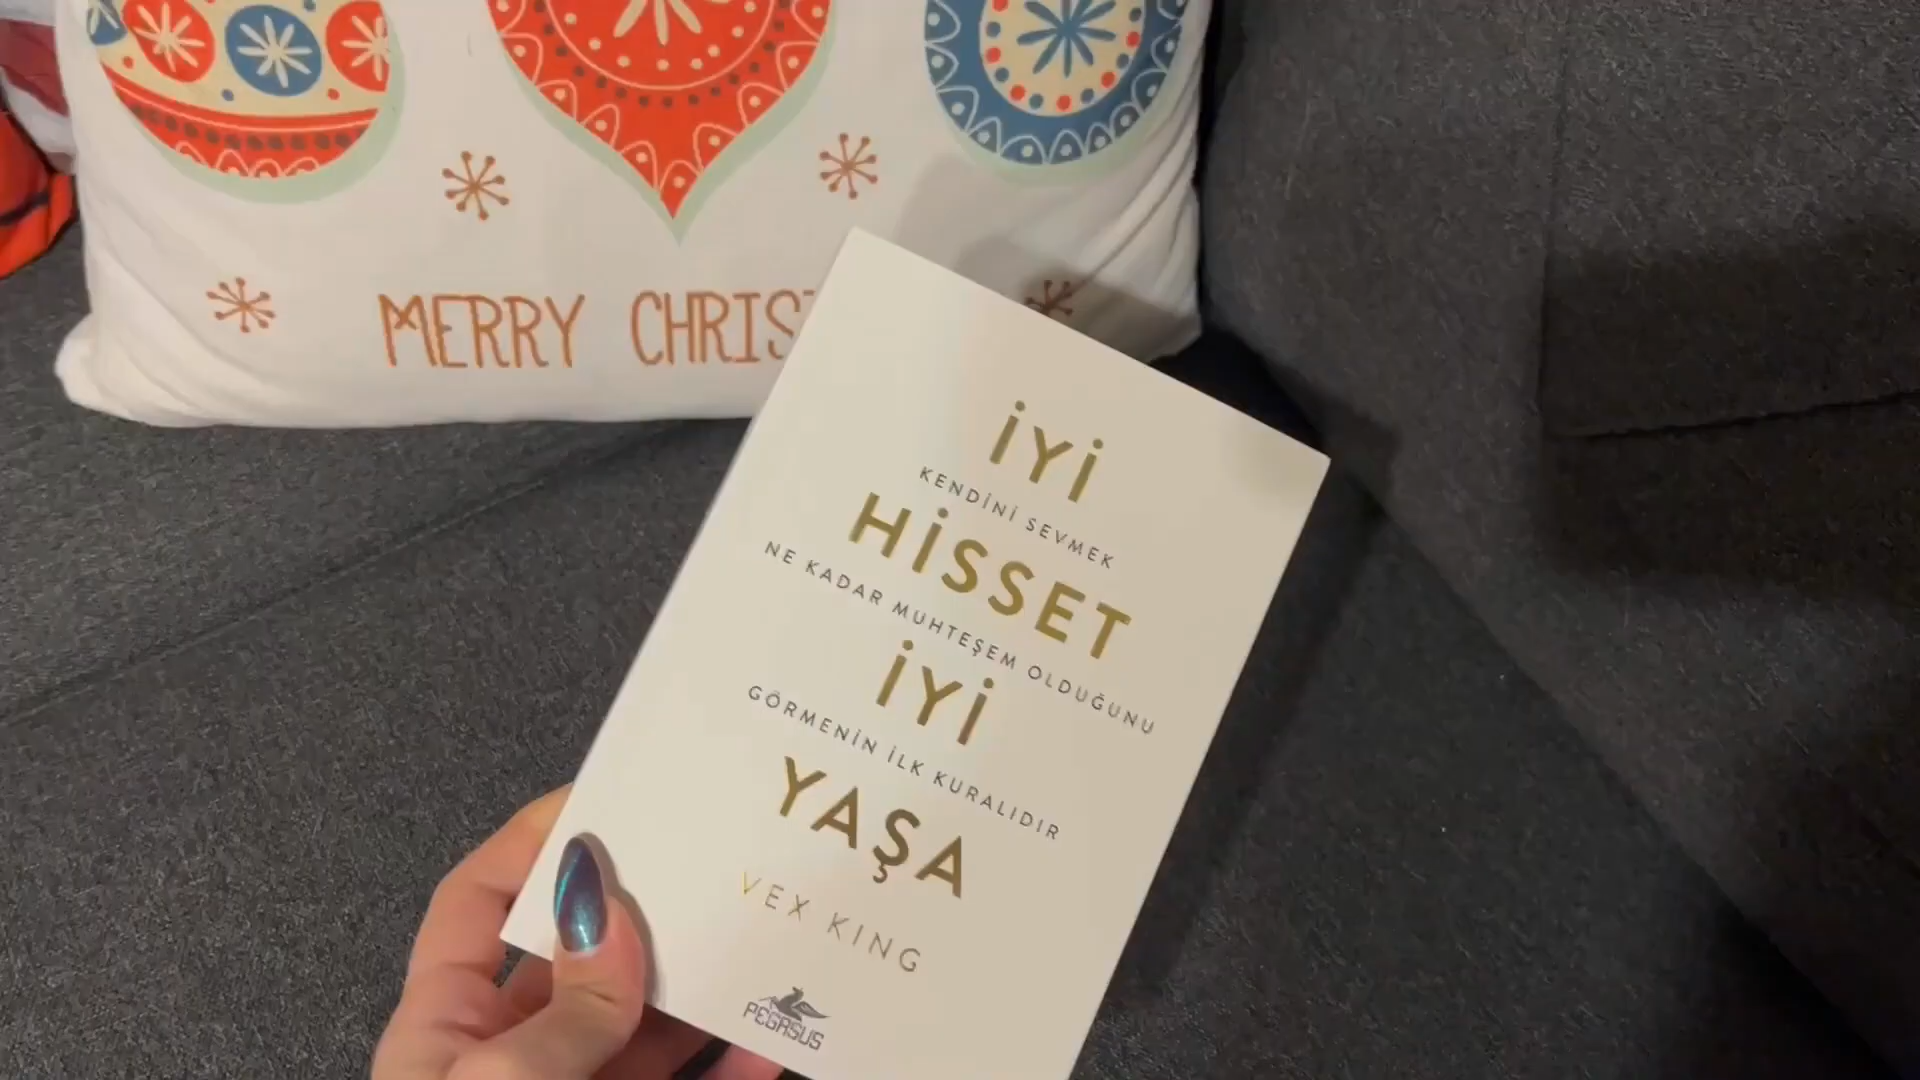 MERRY CHRIS
İYİ
KENDİNİ SEVMEK
HİSSET
NE KADAR MUHTEŞEM OLDUĞUNU
İYİ
GÖRMENİN İLK KURALIDIR
YAŞA
VEX KING
PEGASUS